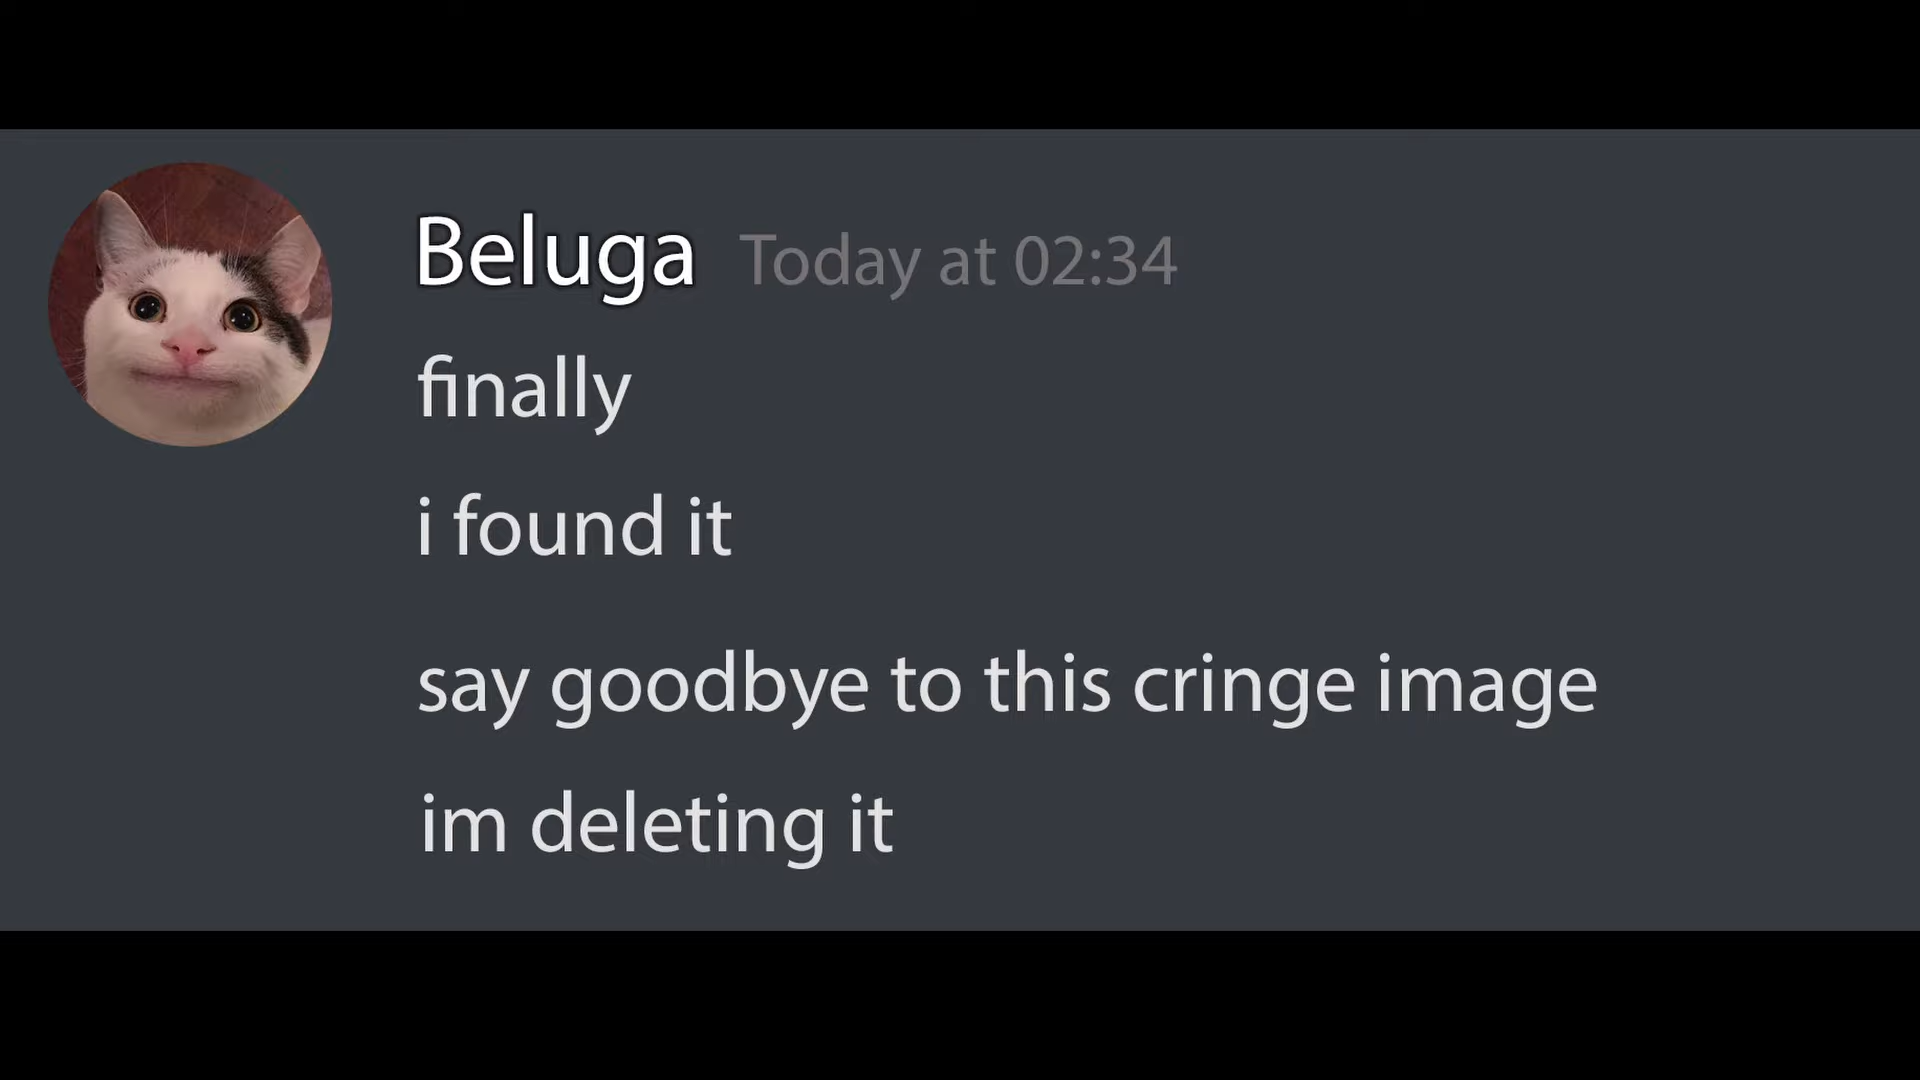 Beluga Today at 02:34
finally
i found it
say goodbye to this cringe image
im deleting it